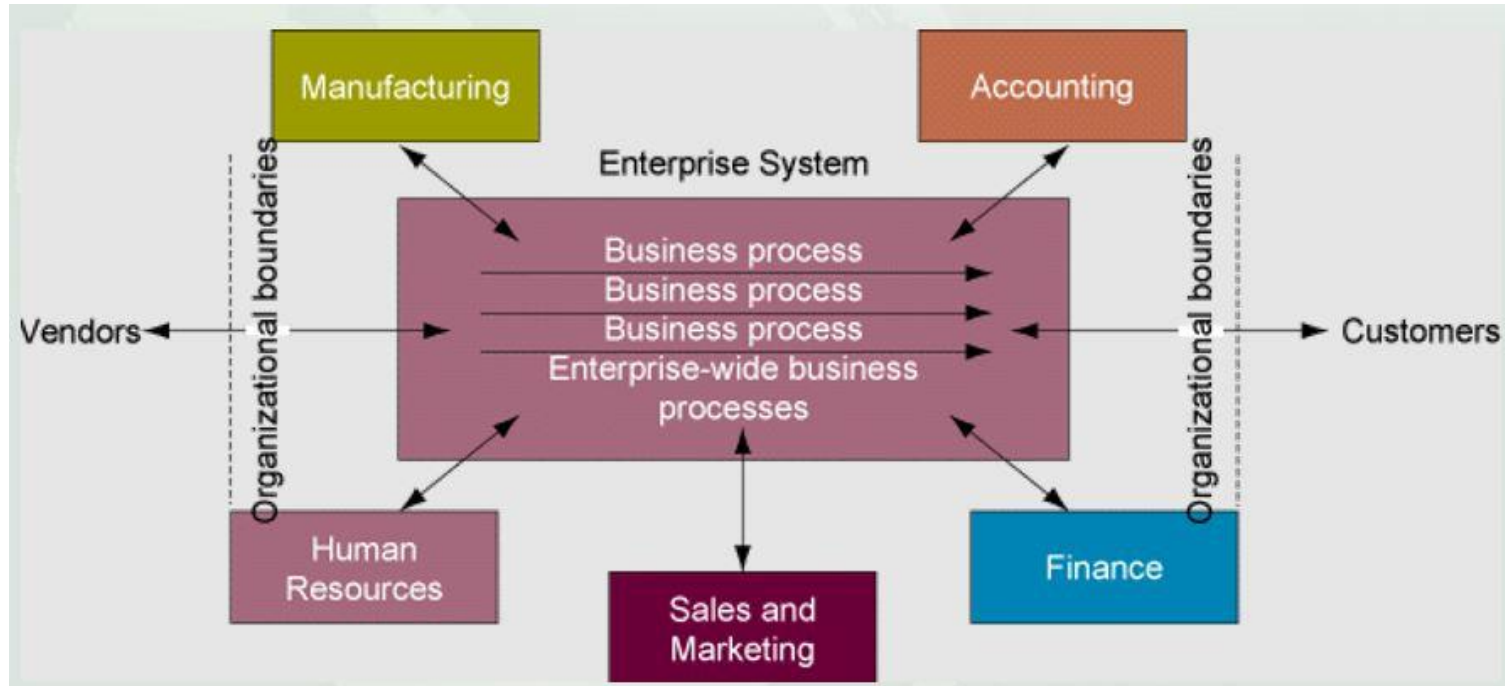 Manufacturing
Accounting
Enterprise System
Organizational boundaries
Organizational boundaries
Business process
Business process
Business process
Enterprise-wide business
processes
Vendors
Customers
Human
Resources
Sales and
Marketing
Finance